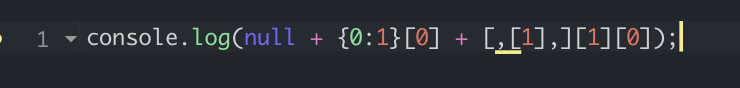 1 console.log(null + {0:1}[0] + [,[1],][1][0]);